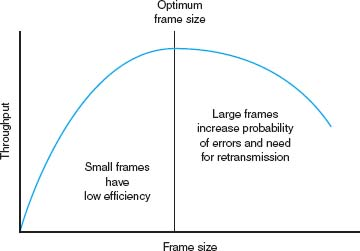 Optimum
frame size
Throughput
Small frames
have
low efficiency
Large frames
increase probability
of errors and need
for retransmission
Frame size